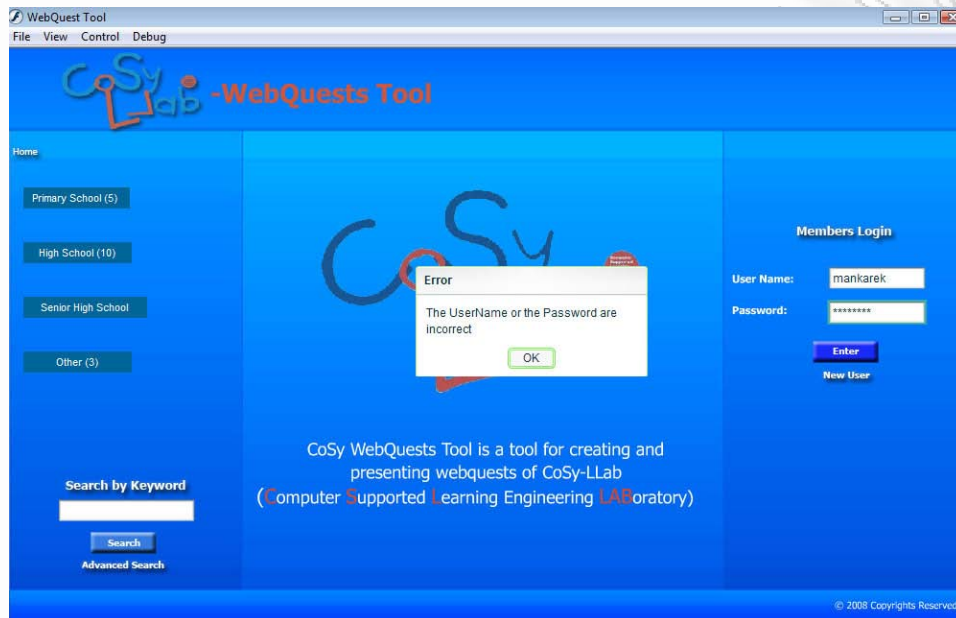 WebQuest Tool
File View Control Debug
CoSy LLab -WebQuests Tool
Home
Primary School (5)
High School (10)
Senior High School
Other (3)
Search by Keyword
Search
Advanced Search
CoSy
Error
The UserName or the Password are
incorrect
OK
CoSy WebQuests Tool is a tool for creating and
presenting webquests of CoSy-LLab
(Computer Supported Learning Engineering LABoratory)
Members Login
User Name: mankarek
Password: ********
Enter
New User
© 2008 Copyrights Reserved